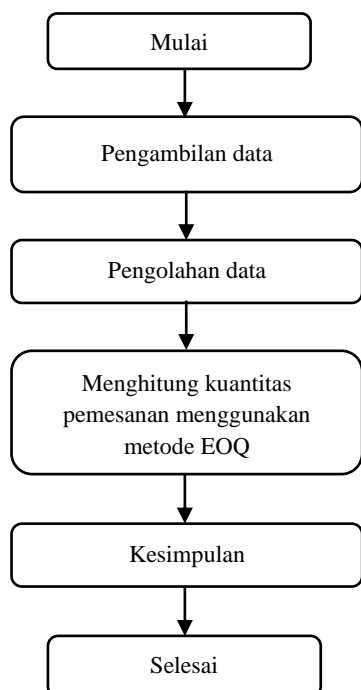 Mulai
Pengambilan data
Pengolahan data
Menghitung kuantitas
pemesanan menggunakan
metode EOQ
Kesimpulan
Selesai